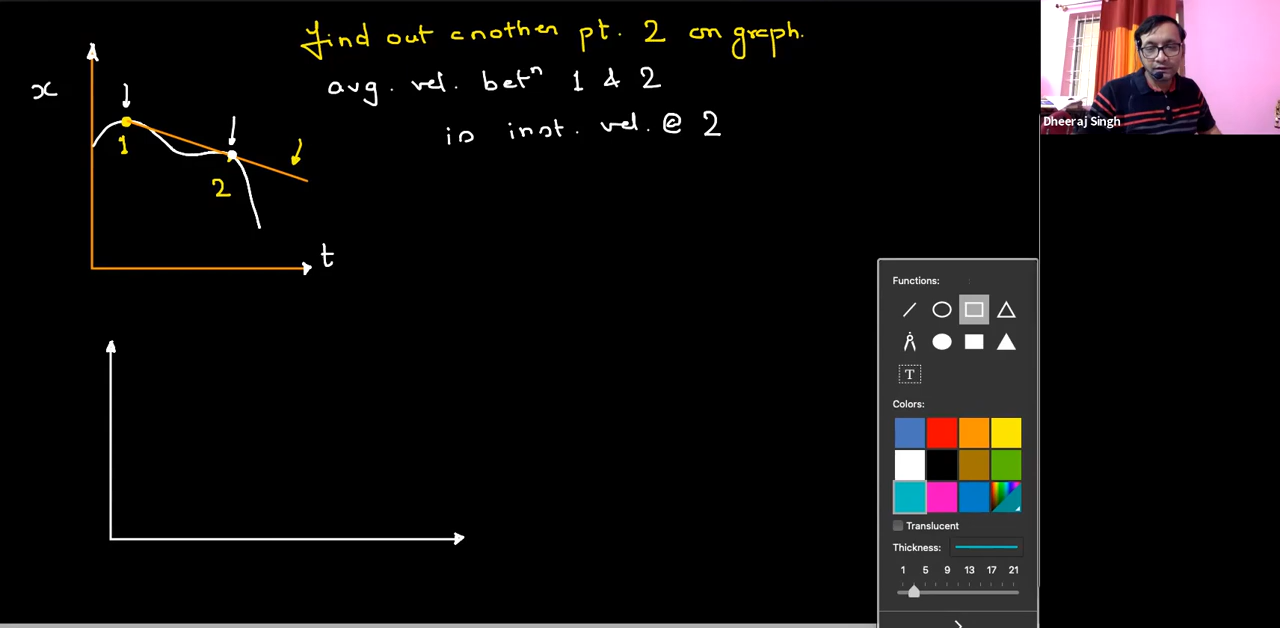 find out another pt. 2 on graph.
avg. vel. betⁿ 1 & 2
is inst. vel. @ 2
x
1
2
t
Dheeraj Singh
Functions:
T
Colors:
Translucent
Thickness:
1 5 9 13 17 21